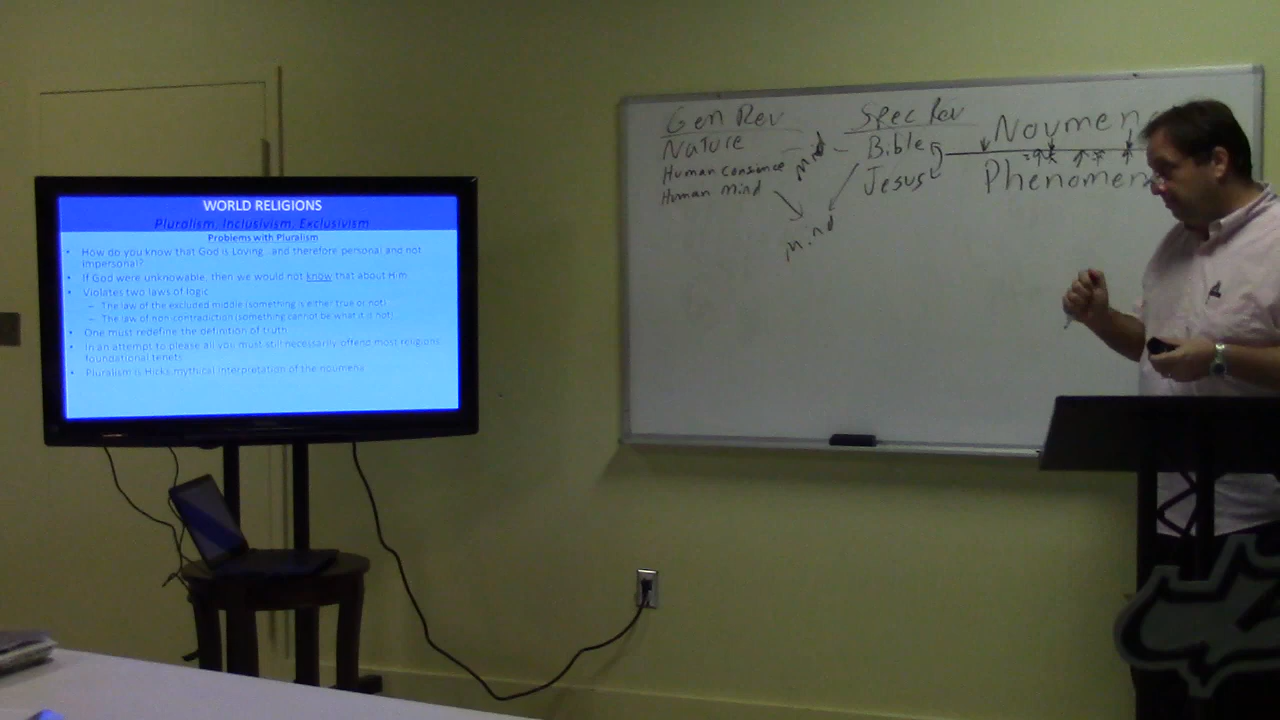 WORLD RELIGIONS
Pluralism, Inclusivism, Exclusivism
Problems with Pluralism
• How do you know that God is Loving and therefore personal and not
impersonal?
• If God were unknowable, then we would not know that about Him.
• Violates two laws of logic
– The law of the excluded middle (something is either true or not)
– The law of non-contradiction (something cannot be what it is not)
• One must redefine the definition of truth
• In an attempt to please all you must still necessarily offend most religions
foundational tenets
• Pluralism is Hicks mythical interpretation of the noumena
Gen Rev
Nature
Human Consience
Human Mind
Mind
Mind
Spec Rev
Bible
Jesus
Noumen
Phenomen